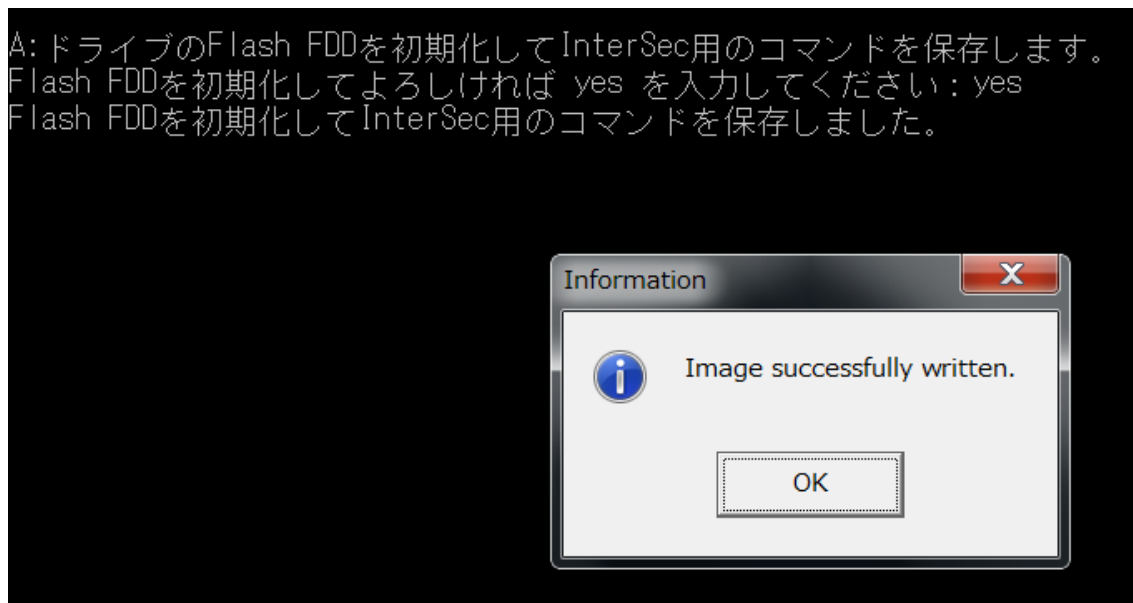 A:ドライブのFlash FDDを初期化してInterSec用のコマンドを保存します。
Flash FDDを初期化してよろしければ yes を入力してください：yes
Flash FDDを初期化してInterSec用のコマンドを保存しました。
Information
Image successfully written.
OK